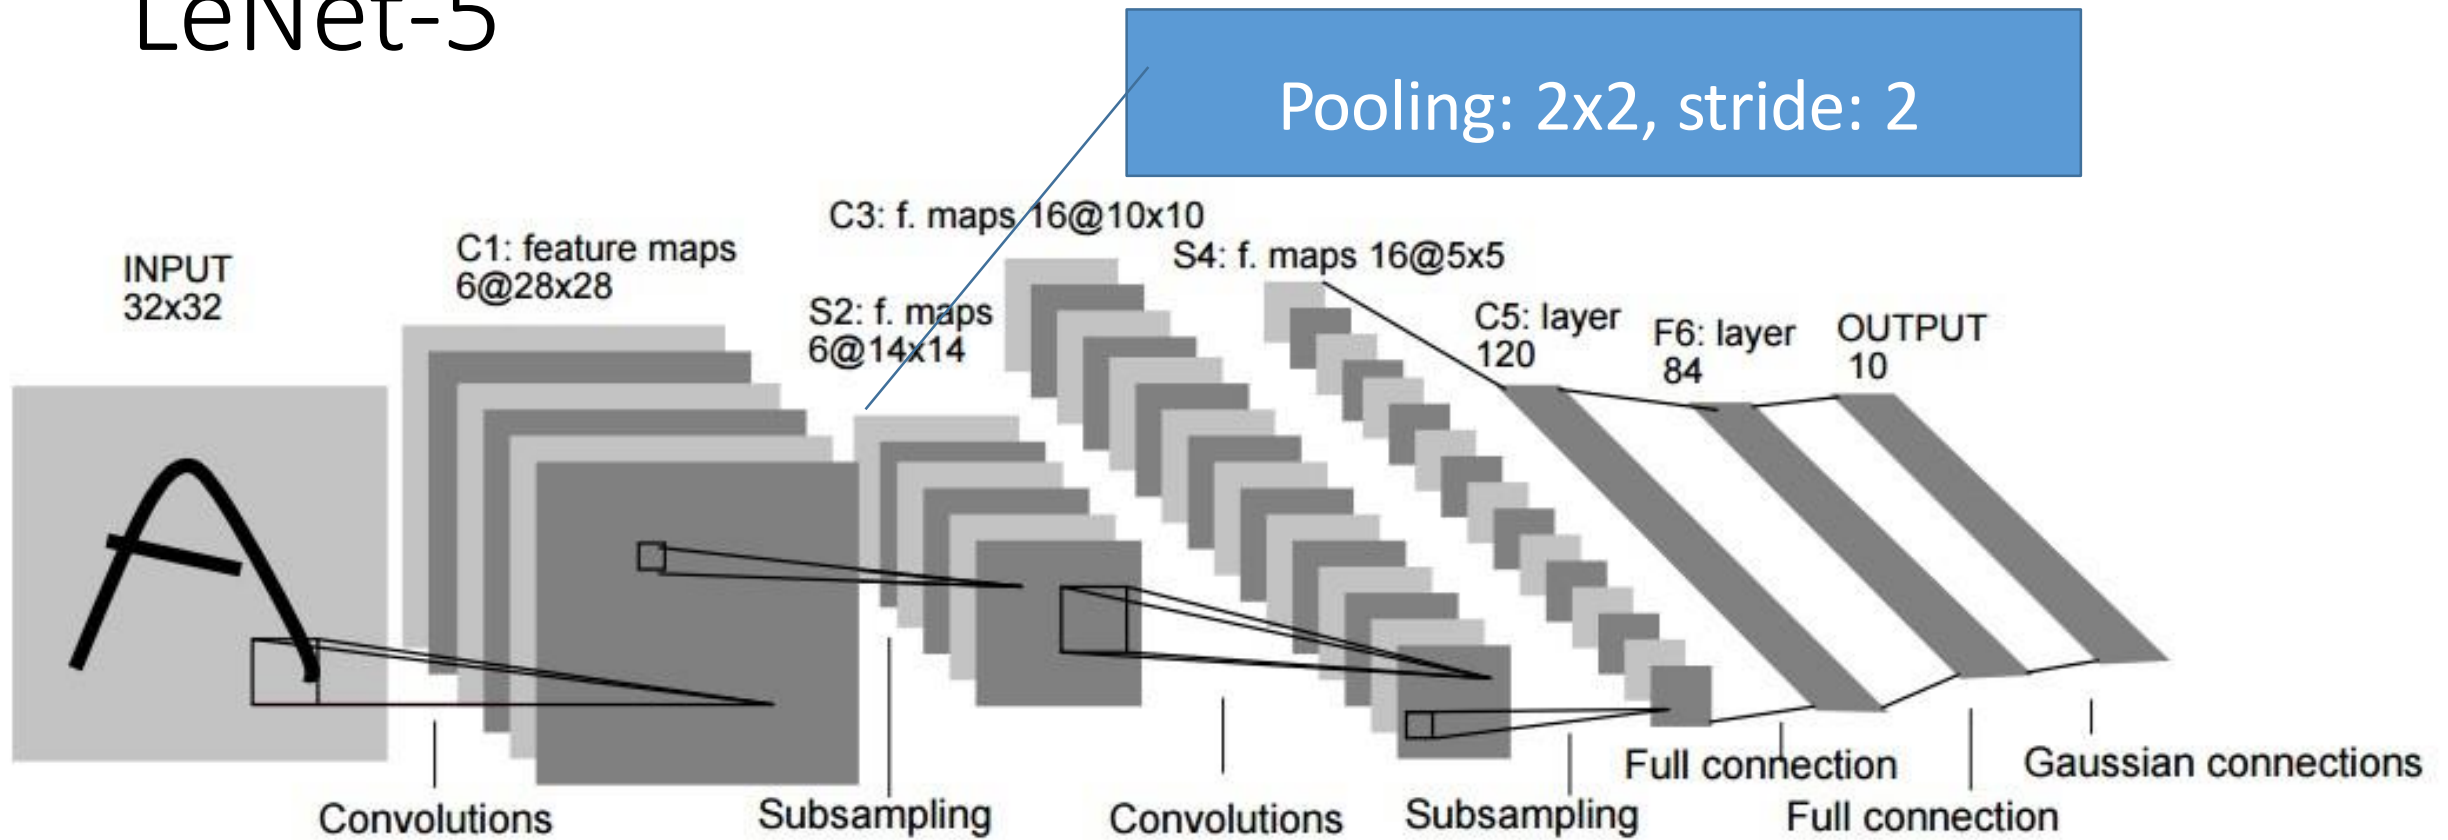 LeNet-5
Pooling: 2x2, stride: 2
C3: f. maps 16@10x10
INPUT
32x32
C1: feature maps
6@28x28
S2: f. maps
6@14x14
S4: f. maps 16@5x5
C5: layer
120
F6: layer
84
OUTPUT
10
Convolutions
Subsampling
Convolutions
Subsampling
Full connection
Full connection
Gaussian connections